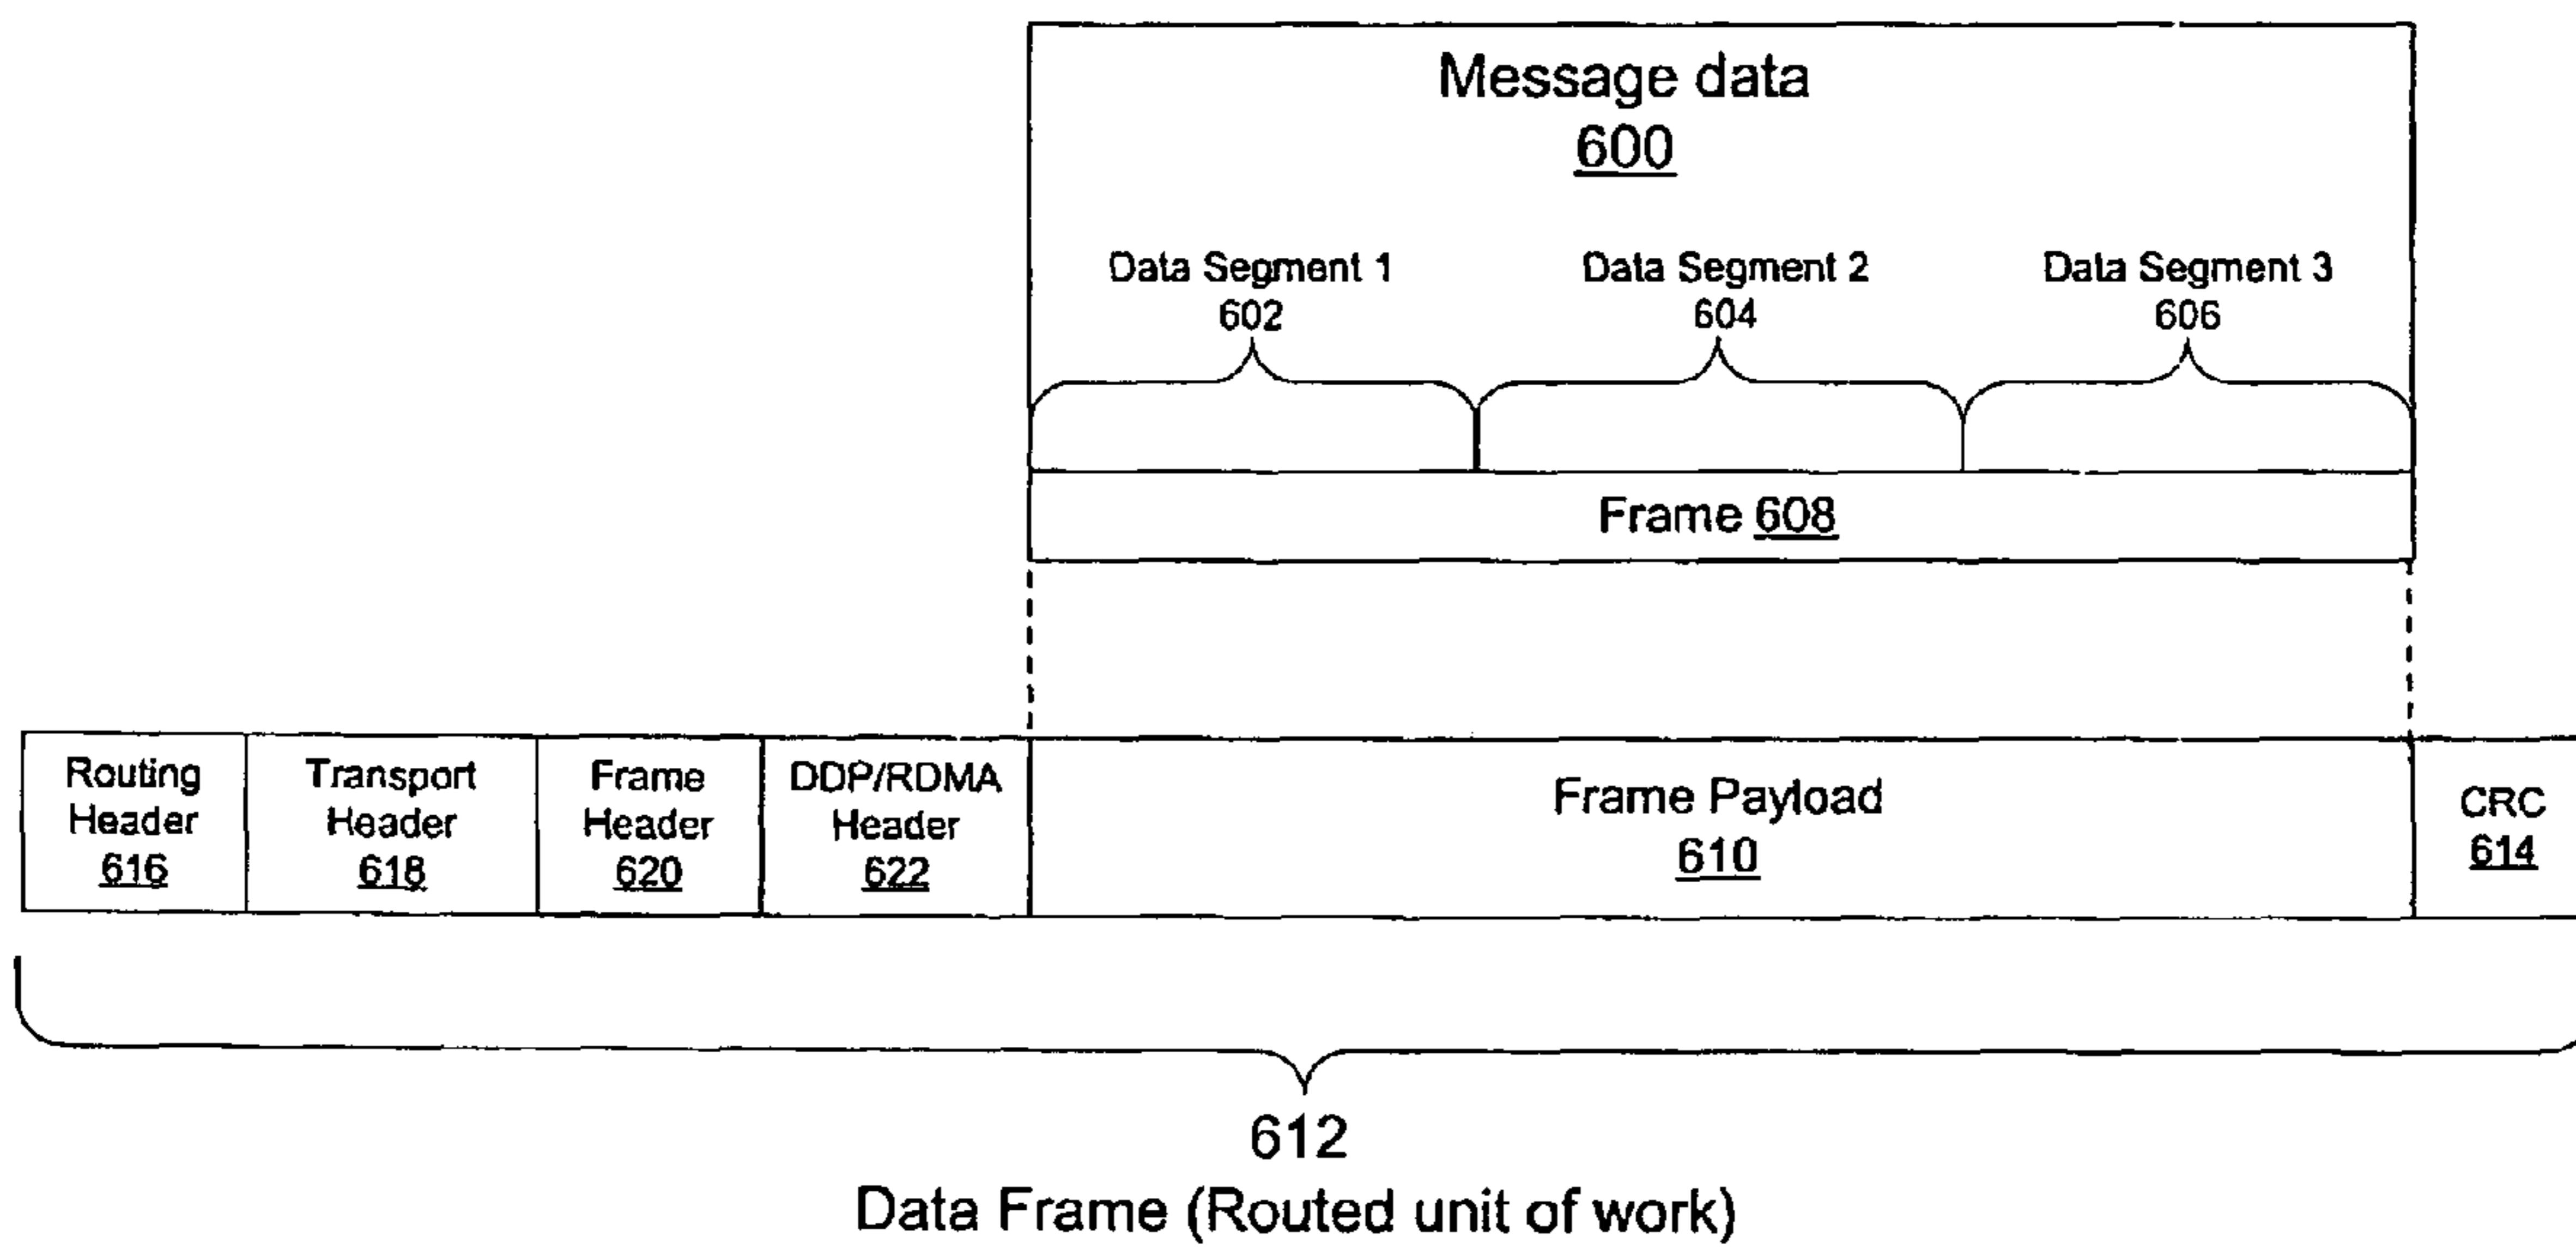 Message data
600
Data Segment 1
602
Data Segment 2
604
Data Segment 3
606
Frame 608
Routing
Header
616
Transport
Header
618
Frame
Header
620
DDP/RDMA
Header
622
Frame Payload
610
CRC
614
612
Data Frame (Routed unit of work)